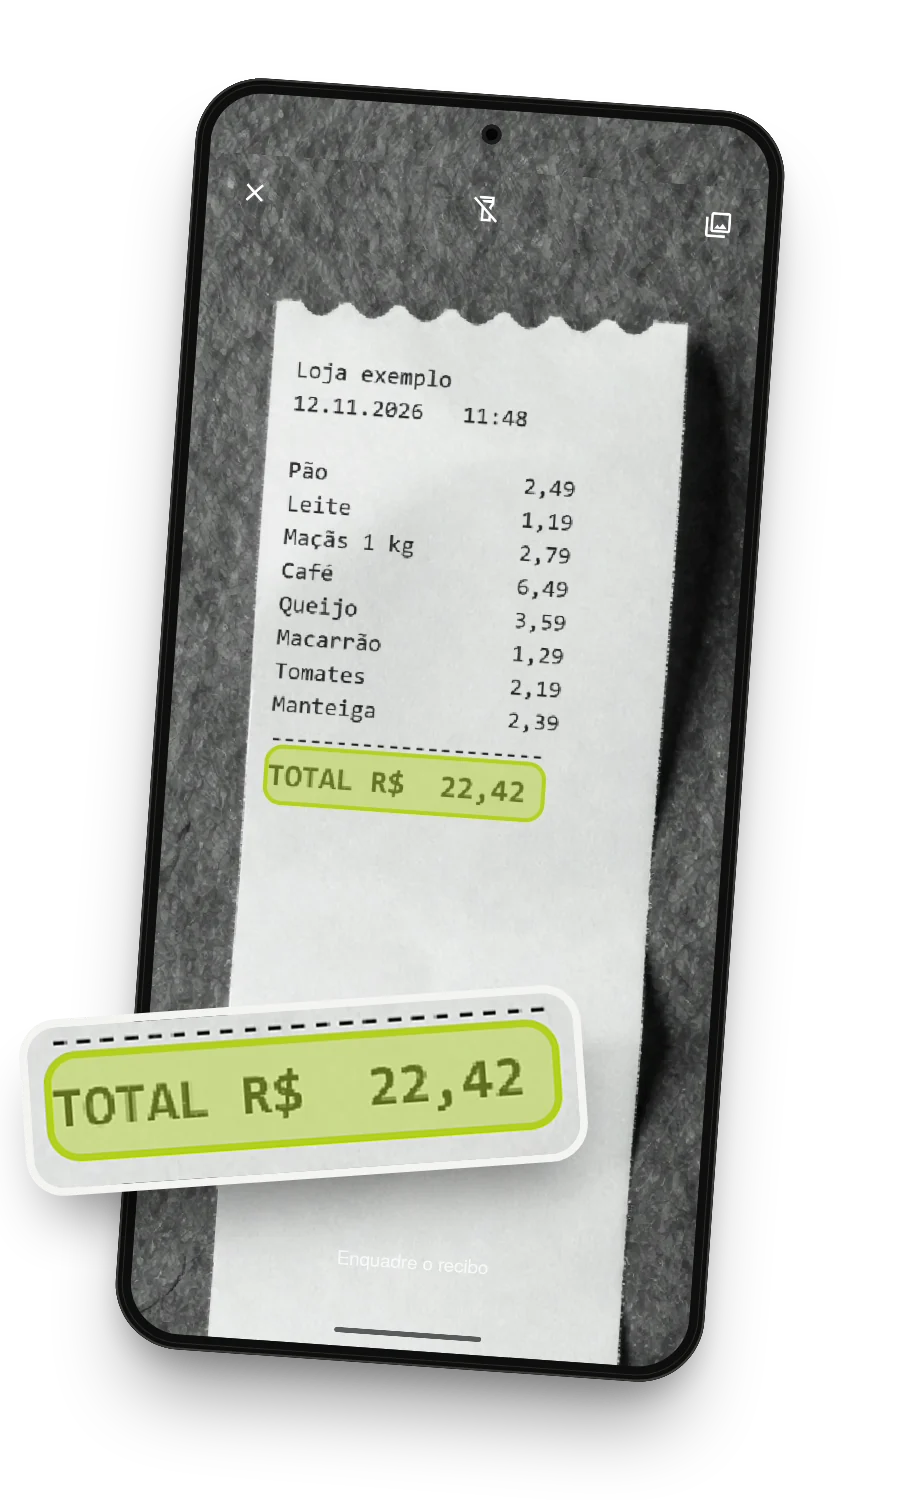 Loja exemplo
12.11.2026 11:48
Pão 2,49
Leite 1,19
Maçãs 1 kg 2,79
Café 6,49
Queijo 3,59
Macarrão 1,29
Tomates 2,19
Manteiga 2,39
--------------------
TOTAL R$ 22,42
--------------------
TOTAL R$ 22,42
Enquadre o recibo